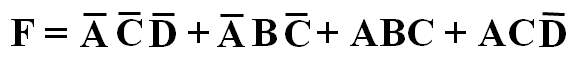 F = A̅ C̅ D̅ + A̅ B C̅ + ABC + ACD̅